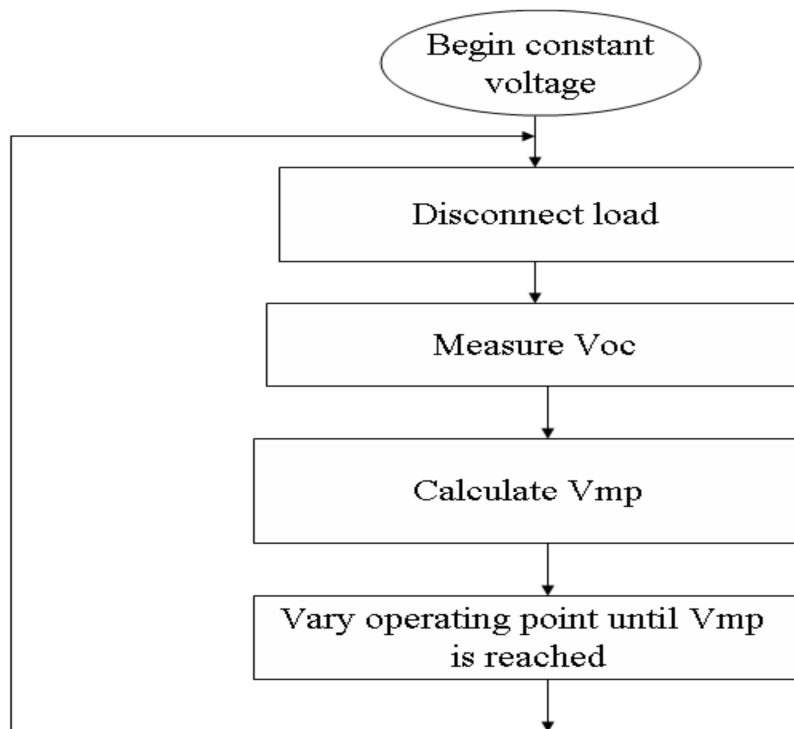 Begin constant
voltage
Disconnect load
Measure Voc
Calculate Vmp
Vary operating point until Vmp
is reached